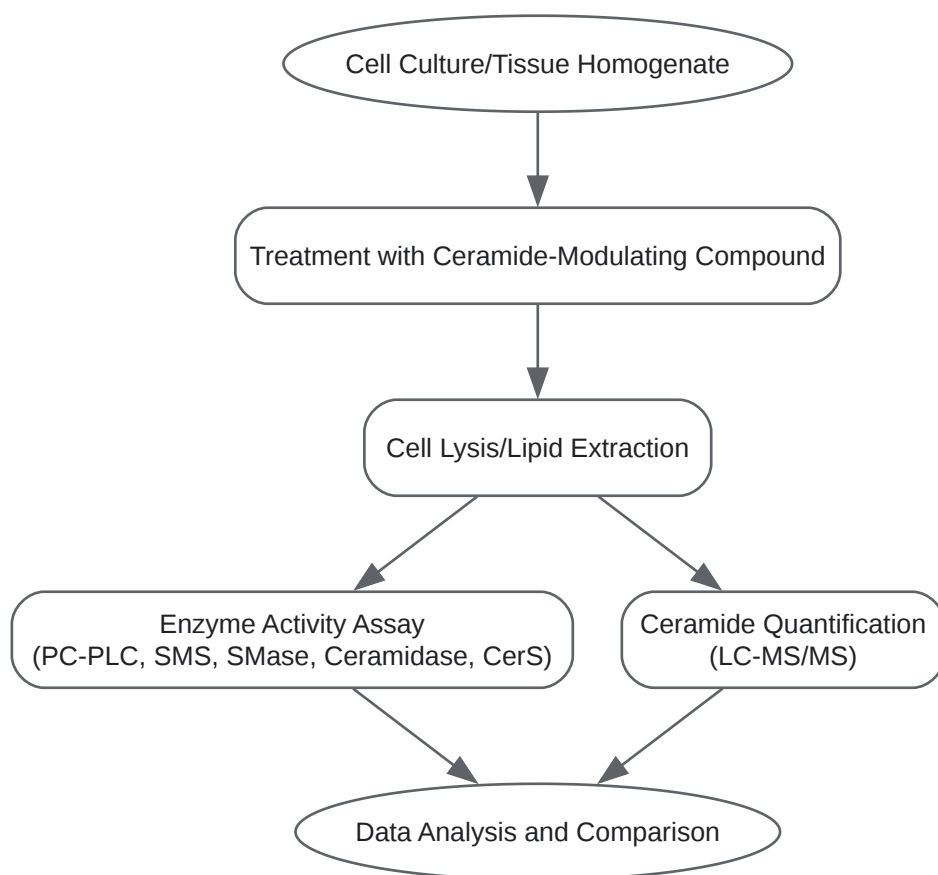 Cell Culture/Tissue Homogenate
Treatment with Ceramide-Modulating Compound
Cell Lysis/Lipid Extraction
Enzyme Activity Assay
(PC-PLC, SMS, SMase, Ceramidase, CerS)
Ceramide Quantification
(LC-MS/MS)
Data Analysis and Comparison